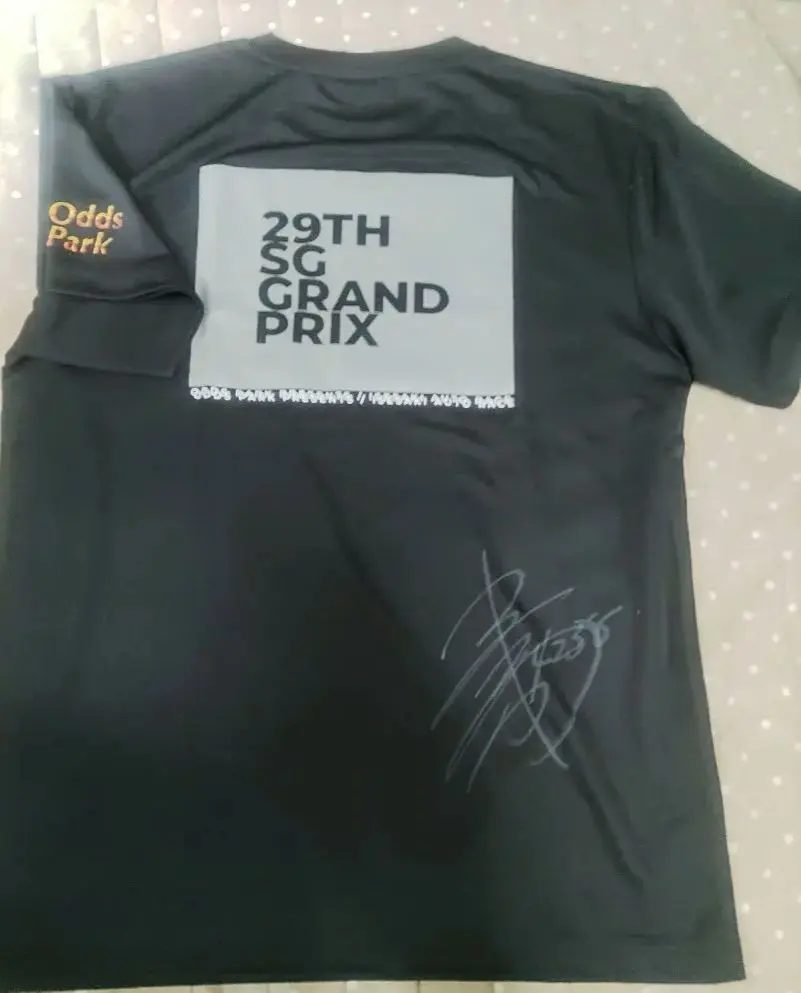 Odds
Park
29TH
SG
GRAND
PRIX
ODDS PARK PRESENTS // ISESAKI AUTO RACE